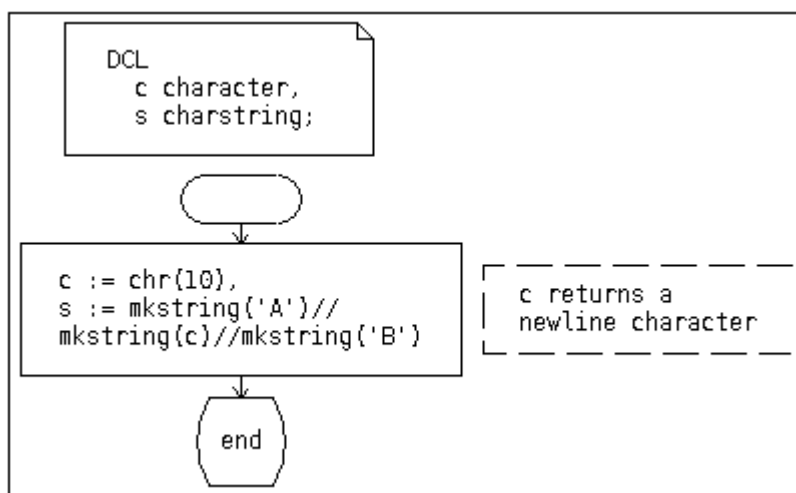 DCL
c character,
s charstring;
c := chr(10),
s := mkstring('A')//
mkstring(c)//mkstring('B')
c returns a
newline character
end